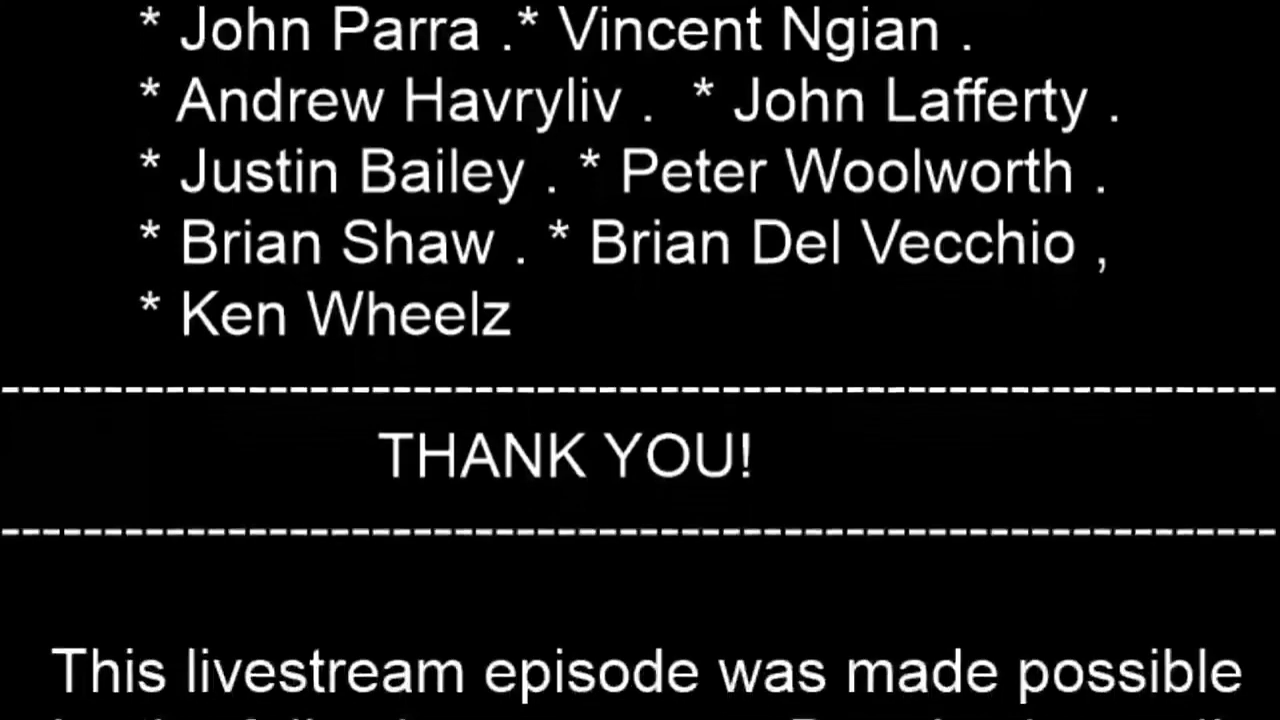 * John Parra .* Vincent Ngian .
* Andrew Havryliv . * John Lafferty .
* Justin Bailey . * Peter Woolworth .
* Brian Shaw . * Brian Del Vecchio ,
* Ken Wheelz
--------------------------------------------------------------
THANK YOU!
--------------------------------------------------------------
This livestream episode was made possible